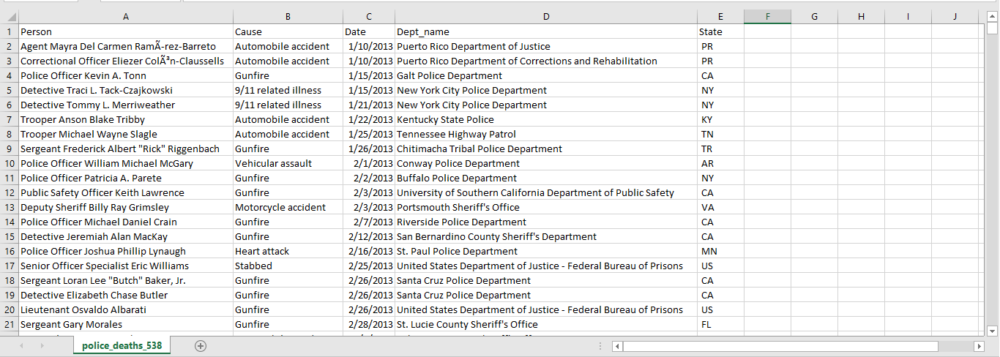 A B C D E F G H I J
1 Person Cause Date Dept_name State
2 Agent Mayra Del Carmen RamÃ-rez-Barreto Automobile accident 1/10/2013 Puerto Rico Department of Justice PR
3 Correctional Officer Eliezer ColÃ³n-Claussells Automobile accident 1/10/2013 Puerto Rico Department of Corrections and Rehabilitation PR
4 Police Officer Kevin A. Tonn Gunfire 1/15/2013 Galt Police Department CA
5 Detective Traci L. Tack-Czajkowski 9/11 related illness 1/15/2013 New York City Police Department NY
6 Detective Tommy L. Merriweather 9/11 related illness 1/21/2013 New York City Police Department NY
7 Trooper Anson Blake Tribby Automobile accident 1/22/2013 Kentucky State Police KY
8 Trooper Michael Wayne Slagle Automobile accident 1/25/2013 Tennessee Highway Patrol TN
9 Sergeant Frederick Albert "Rick" Riggenbach Gunfire 1/26/2013 Chitimacha Tribal Police Department TR
10 Police Officer William Michael McGary Vehicular assault 2/1/2013 Conway Police Department AR
11 Police Officer Patricia A. Parete Gunfire 2/2/2013 Buffalo Police Department NY
12 Public Safety Officer Keith Lawrence Gunfire 2/3/2013 University of Southern California Department of Public Safety CA
13 Deputy Sheriff Billy Ray Grimsley Motorcycle accident 2/3/2013 Portsmouth Sheriff's Office VA
14 Police Officer Michael Daniel Crain Gunfire 2/7/2013 Riverside Police Department CA
15 Detective Jeremiah Alan MacKay Gunfire 2/12/2013 San Bernardino County Sheriff's Department CA
16 Police Officer Joshua Phillip Lynaugh Heart attack 2/16/2013 St. Paul Police Department MN
17 Senior Officer Specialist Eric Williams Stabbed 2/25/2013 United States Department of Justice - Federal Bureau of Prisons US
18 Sergeant Loran Lee "Butch" Baker, Jr. Gunfire 2/26/2013 Santa Cruz Police Department CA
19 Detective Elizabeth Chase Butler Gunfire 2/26/2013 Santa Cruz Police Department CA
20 Lieutenant Osvaldo Albarati Gunfire 2/26/2013 United States Department of Justice - Federal Bureau of Prisons US
21 Sergeant Gary Morales Gunfire 2/28/2013 St. Lucie County Sheriff's Office FL
police_deaths_538